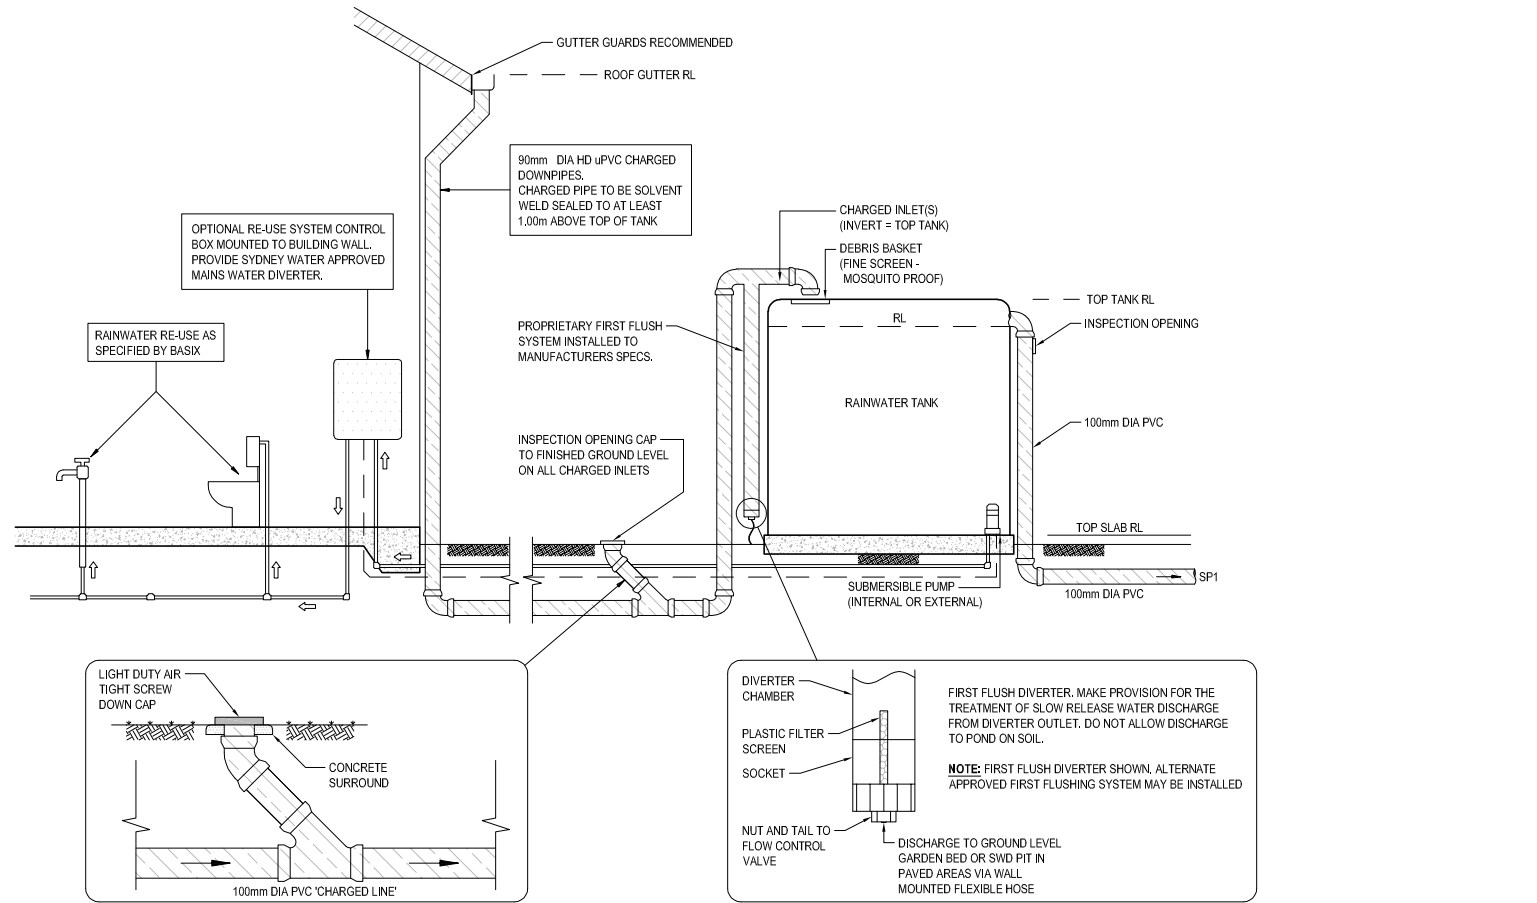 GUTTER GUARDS RECOMMENDED
ROOF GUTTER RL
90mm DIA HD uPVC CHARGED
DOWNPIPES.
CHARGED PIPE TO BE SOLVENT
WELD SEALED TO AT LEAST
1.00m ABOVE TOP OF TANK
OPTIONAL RE-USE SYSTEM CONTROL
BOX MOUNTED TO BUILDING WALL.
PROVIDE SYDNEY WATER APPROVED
MAINS WATER DIVERTER.
CHARGED INLET(S)
(INVERT = TOP TANK)
DEBRIS BASKET
(FINE SCREEN -
MOSQUITO PROOF)
TOP TANK RL
RL
INSPECTION OPENING
RAINWATER RE-USE AS
SPECIFIED BY BASIX
PROPRIETARY FIRST FLUSH
SYSTEM INSTALLED TO
MANUFACTURERS SPECS.
RAINWATER TANK
100mm DIA PVC
INSPECTION OPENING CAP
TO FINISHED GROUND LEVEL
ON ALL CHARGED INLETS
TOP SLAB RL
SP1
SUBMERSIBLE PUMP
(INTERNAL OR EXTERNAL)
100mm DIA PVC
LIGHT DUTY AIR
TIGHT SCREW
DOWN CAP
CONCRETE
SURROUND
100mm DIA PVC 'CHARGED LINE'
DIVERTER
CHAMBER
PLASTIC FILTER
SCREEN
SOCKET
NUT AND TAIL TO
FLOW CONTROL
VALVE
DISCHARGE TO GROUND LEVEL
GARDEN BED OR SWD PIT IN
PAVED AREAS VIA WALL
MOUNTED FLEXIBLE HOSE
FIRST FLUSH DIVERTER. MAKE PROVISION FOR THE
TREATMENT OF SLOW RELEASE WATER DISCHARGE
FROM DIVERTER OUTLET. DO NOT ALLOW DISCHARGE
TO POND ON SOIL.
NOTE: FIRST FLUSH DIVERTER SHOWN, ALTERNATE
APPROVED FIRST FLUSHING SYSTEM MAY BE INSTALLED